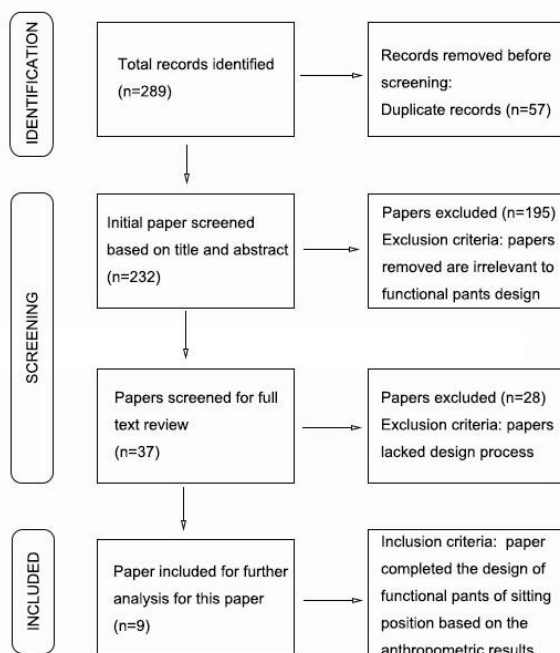 IDENTIFICATION
Total records identified
(n=289)
Records removed before
screening:
Duplicate records (n=57)
SCREENING
Initial paper screened
based on title and abstract
(n=232)
Papers excluded (n=195)
Exclusion criteria: papers
removed are irrelevant to
functional pants design
Papers screened for full
text review
(n=37)
Papers excluded (n=28)
Exclusion criteria: papers
lacked design process
INCLUDED
Paper included for further
analysis for this paper
(n=9)
Inclusion criteria: paper
completed the design of
functional pants of sitting
position based on the
anthropometric results